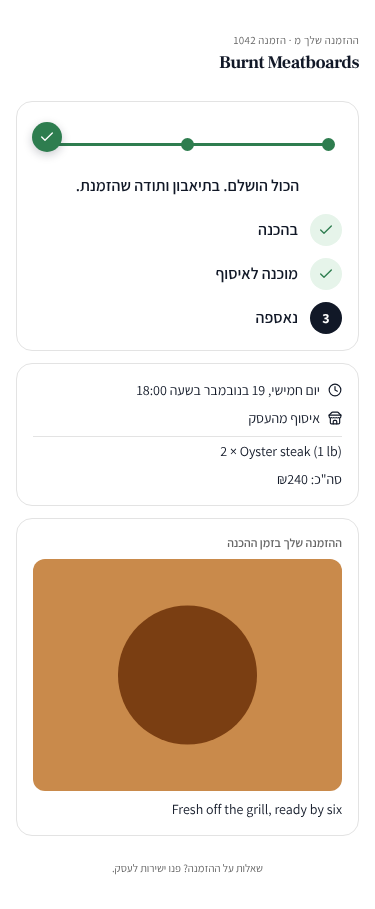 ההזמנה שלך מ · הזמנה 1042
Burnt Meatboards
הכול הושלם. בתיאבון ותודה שהזמנת.
בהכנה
מוכנה לאיסוף
3 נאספה
יום חמישי, 19 בנובמבר בשעה 18:00
איסוף מהעסק
2 × Oyster steak (1 lb)
סה"כ: 240₪
ההזמנה שלך בזמן ההכנה
Fresh off the grill, ready by six
שאלות על ההזמנה? פנו ישירות לעסק.